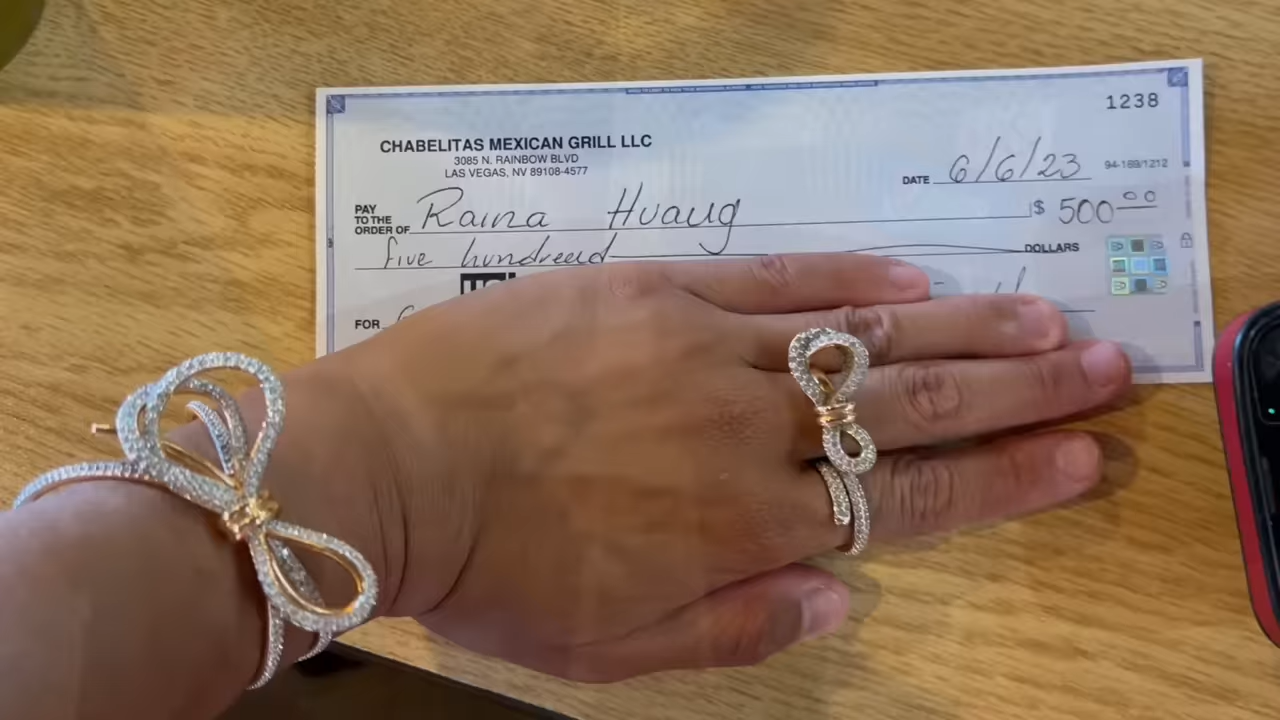 1238
CHABELITAS MEXICAN GRILL LLC
3085 N. RAINBOW BLVD
LAS VEGAS, NV 89108-4577
DATE 6/6/23 94-169/1212
PAY TO THE ORDER OF Raina Huang $ 500 00
five hundreed DOLLARS
FOR